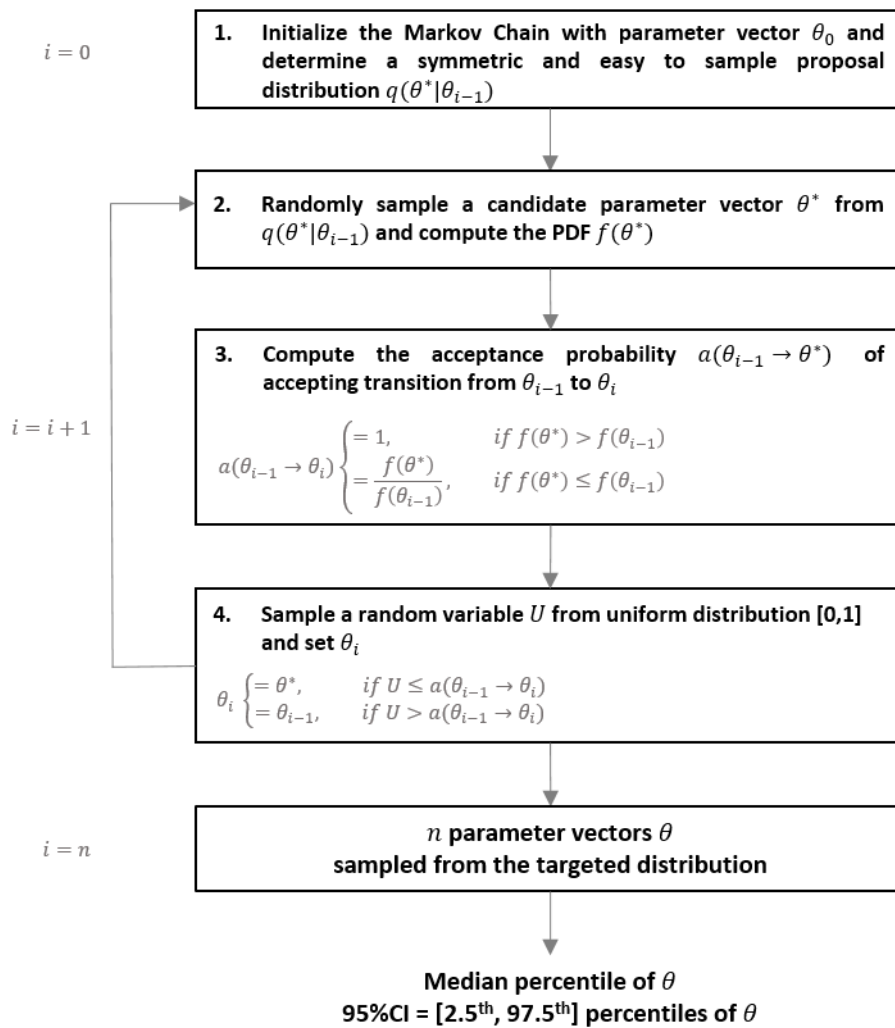 i = 0
1. Initialize the Markov Chain with parameter vector θ₀ and
determine a symmetric and easy to sample proposal
distribution q(θ*|θᵢ₋₁)
2. Randomly sample a candidate parameter vector θ* from
q(θ*|θᵢ₋₁) and compute the PDF f(θ*)
3. Compute the acceptance probability a(θᵢ₋₁ → θ*) of
accepting transition from θᵢ₋₁ to θᵢ
i = i + 1
a(θᵢ₋₁ → θᵢ) { = 1, if f(θ*) > f(θᵢ₋₁)
= f(θ*) / f(θᵢ₋₁), if f(θ*) ≤ f(θᵢ₋₁)
4. Sample a random variable U from uniform distribution [0,1]
and set θᵢ
θᵢ { = θ*, if U ≤ a(θᵢ₋₁ → θᵢ)
= θᵢ₋₁, if U > a(θᵢ₋₁ → θᵢ)
i = n
n parameter vectors θ
sampled from the targeted distribution
Median percentile of θ
95%CI = [2.5ᵗʰ, 97.5ᵗʰ] percentiles of θ